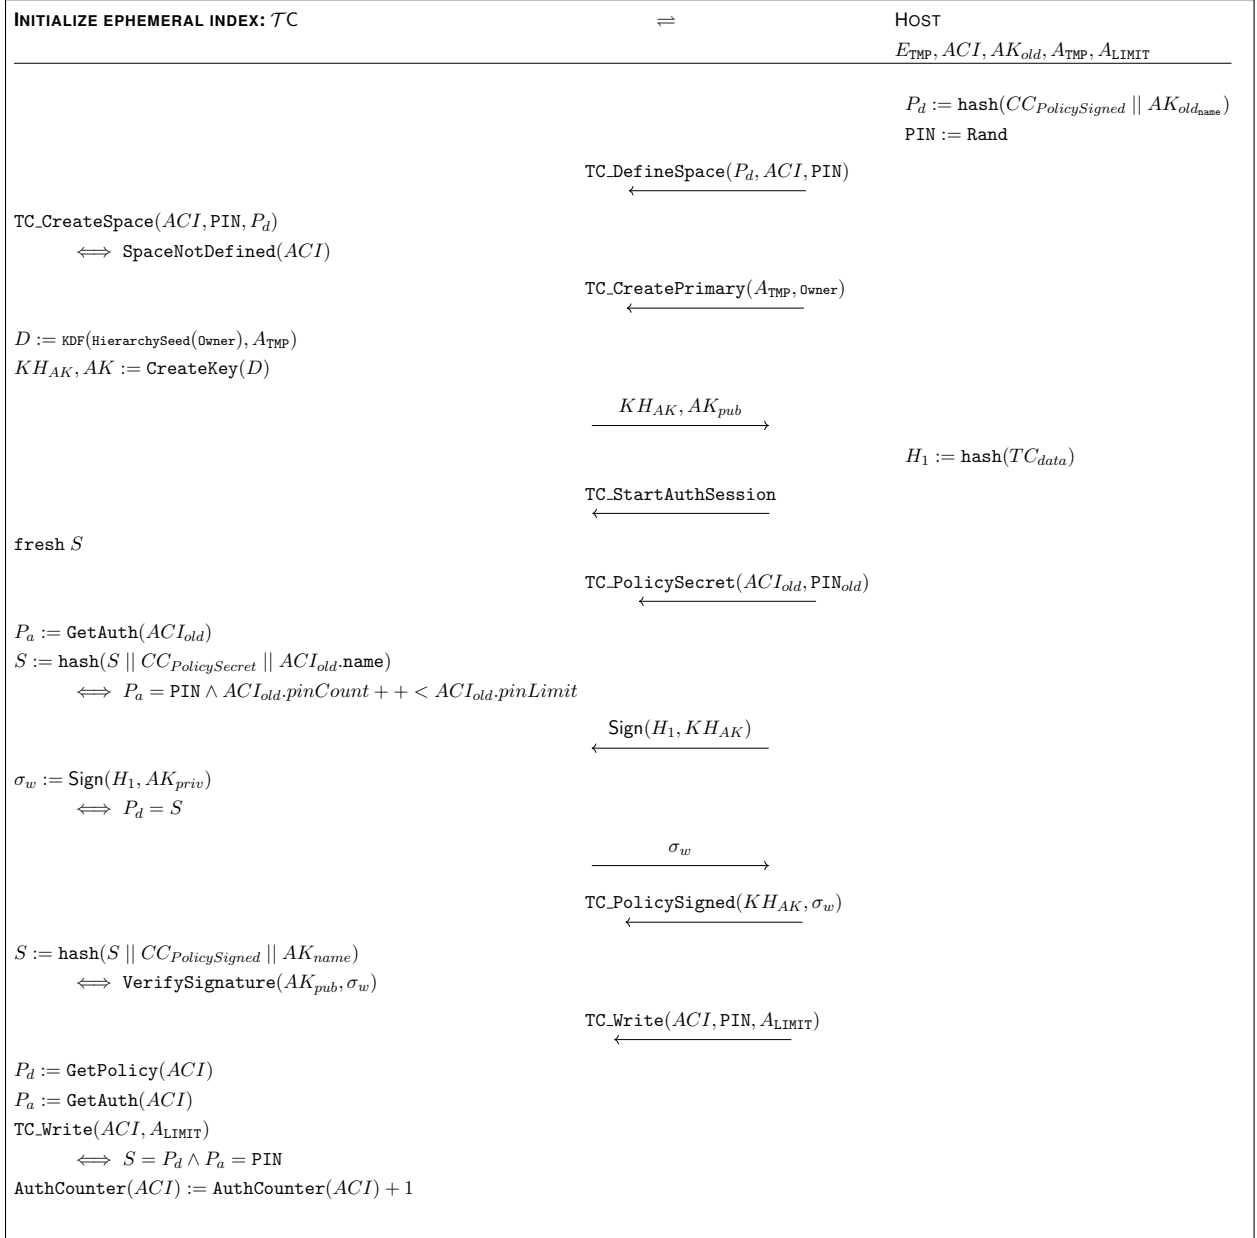 INITIALIZE EPHEMERAL INDEX: 𝒯C ⇌ HOST
E_TMP, ACI, AK_old, A_TMP, A_LIMIT
P_d := hash(CC_PolicySigned || AK_old_name)
PIN := Rand
TC_DefineSpace(P_d, ACI, PIN)
TC_CreateSpace(ACI, PIN, P_d)
⟺ SpaceNotDefined(ACI)
TC_CreatePrimary(A_TMP, Owner)
D := KDF(HierarchySeed(Owner), A_TMP)
KH_AK, AK := CreateKey(D)
KH_AK, AK_pub
H_1 := hash(TC_data)
TC_StartAuthSession
fresh S
TC_PolicySecret(ACI_old, PIN_old)
P_a := GetAuth(ACI_old)
S := hash(S || CC_PolicySecret || ACI_old.name)
⟺ P_a = PIN ∧ ACI_old.pinCount + + < ACI_old.pinLimit
Sign(H_1, KH_AK)
σ_w := Sign(H_1, AK_priv)
⟺ P_d = S
σ_w
TC_PolicySigned(KH_AK, σ_w)
S := hash(S || CC_PolicySigned || AK_name)
⟺ VerifySignature(AK_pub, σ_w)
TC_Write(ACI, PIN, A_LIMIT)
P_d := GetPolicy(ACI)
P_a := GetAuth(ACI)
TC_Write(ACI, A_LIMIT)
⟺ S = P_d ∧ P_a = PIN
AuthCounter(ACI) := AuthCounter(ACI) + 1